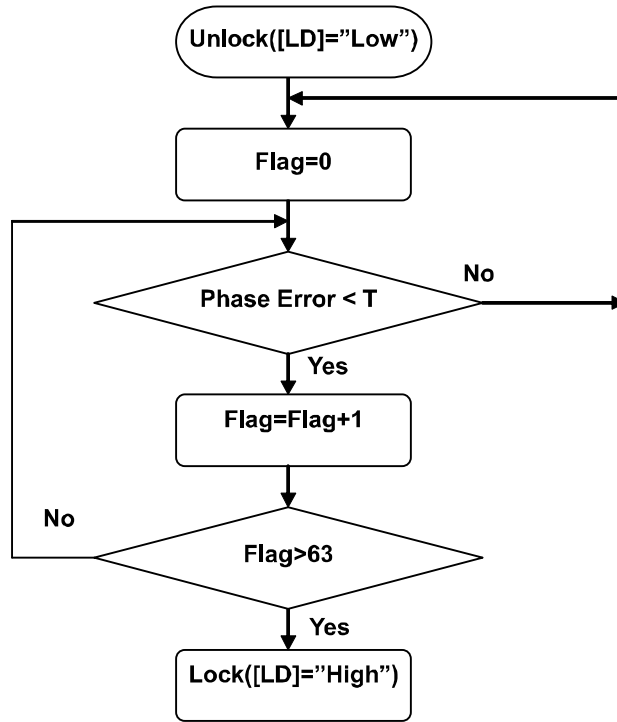 Unlock([LD]=”Low”)
Flag=0
Phase Error < T
No
Yes
Flag=Flag+1
No
Flag>63
Yes
Lock([LD]=”High”)